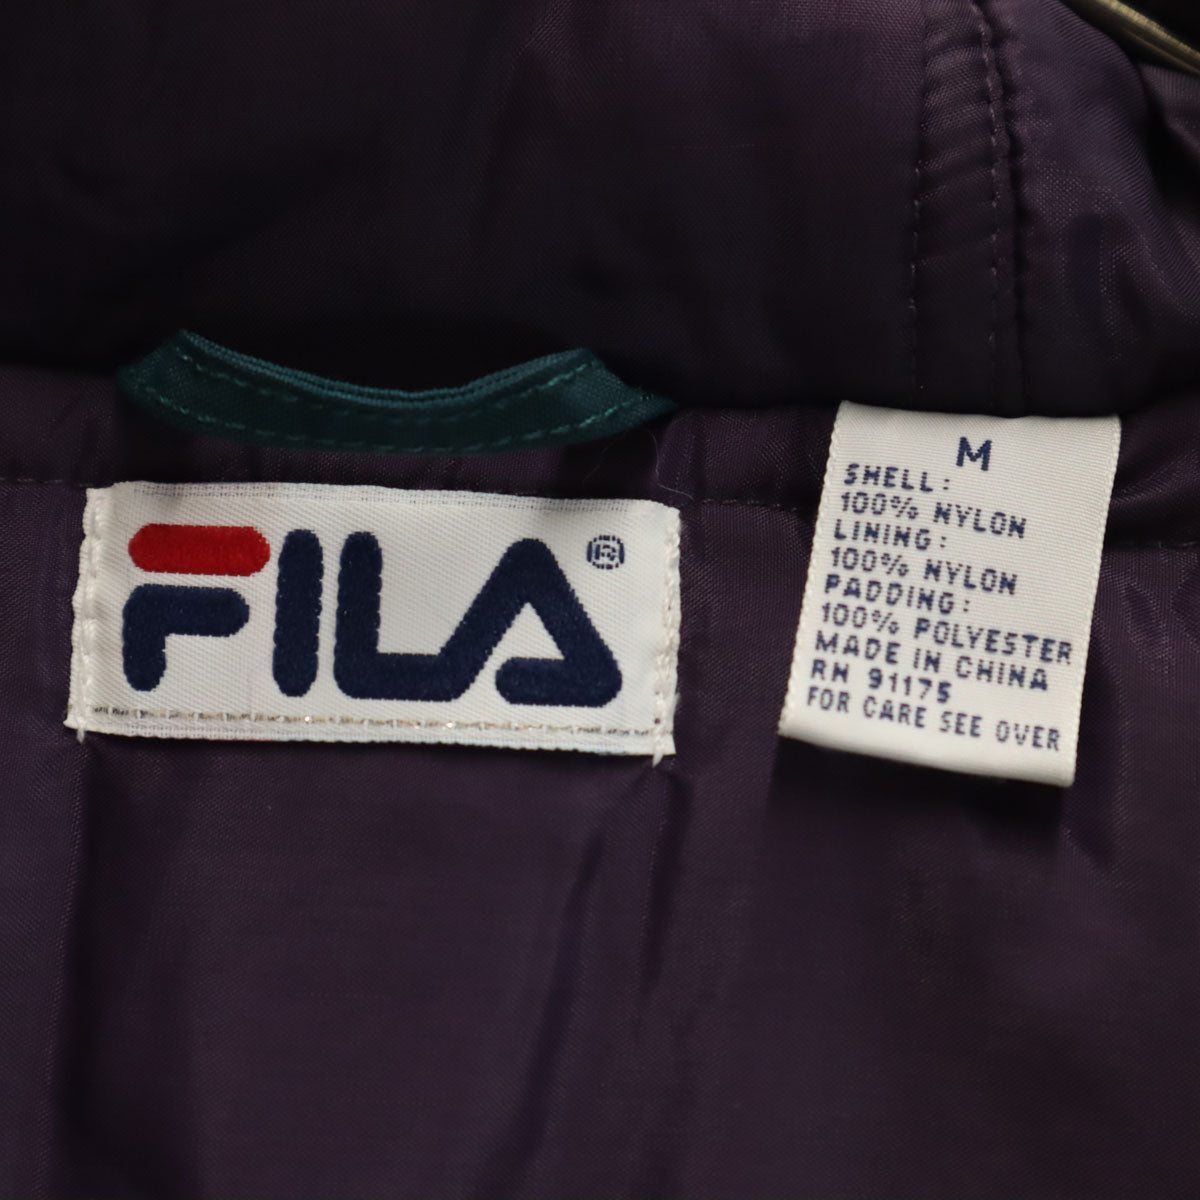 FILA ®
M
SHELL:
100% NYLON
LINING:
100% NYLON
PADDING:
100% POLYESTER
MADE IN CHINA
RN 91175
FOR CARE SEE OVER